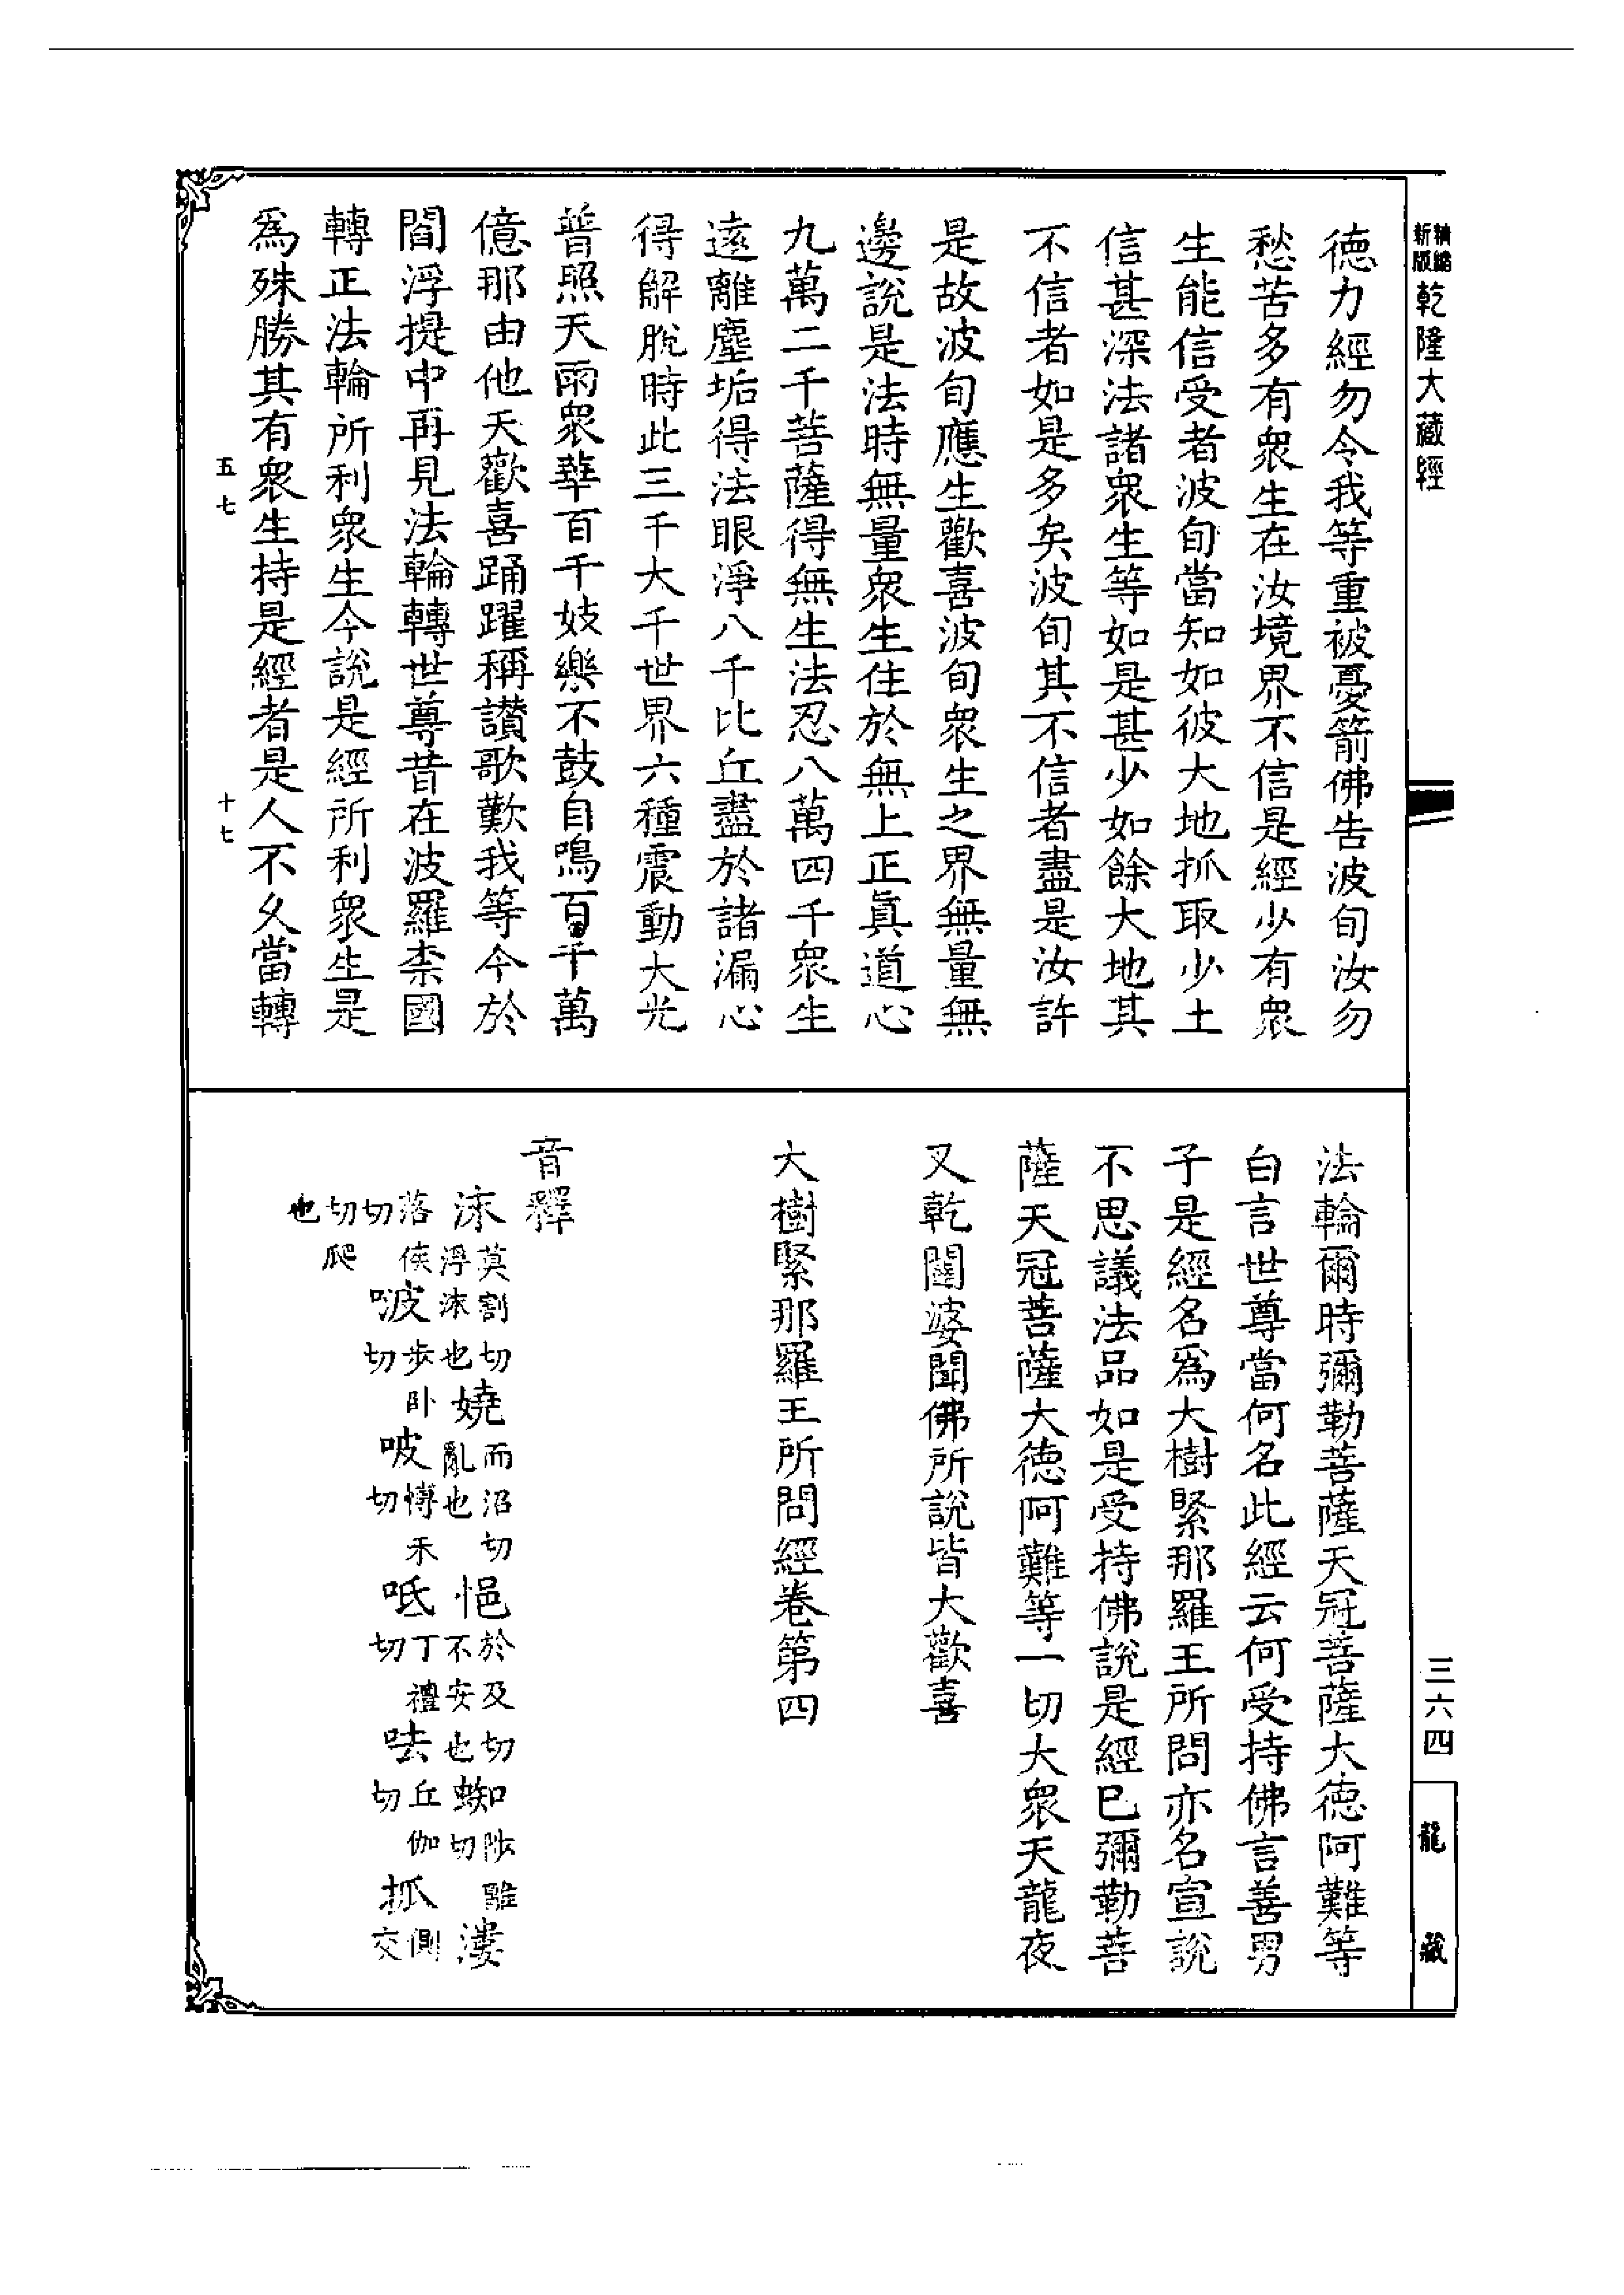 精縮新版乾隆大藏經
德力經勿令我等重被憂箭佛告波旬汝勿
愁苦多有衆生在汝境界不信是經少有衆
生能信受者波旬當知如彼大地抓取少土
信甚深法諸衆生等如是甚少如餘大地其
不信者如是多矣波旬其不信者盡是汝許
是故波旬應生歡喜波旬衆生之界無量無
邊說是法時無量衆生住於無上正眞道心
九萬二千菩薩得無生法忍八萬四千衆生
遠離塵垢得法眼淨八千比丘盡於諸漏心
得解脫時此三千大千世界六種震動大光
普照天雨衆華百千妓樂不鼓自鳴百千萬
億那由他天歡喜踊躍稱讃歌歎我等今於
閻浮提中再見法輪轉世尊昔在波羅柰國
轉正法輪所利衆生今說是經所利衆生是
爲殊勝其有衆生持是經者是人不久當轉
五七 十七
法輪爾時彌勒菩薩天冠菩薩大德阿難等
白言世尊當何名此經云何受持佛言善男
子是經名爲大樹緊那羅王所問亦名宣說
不思議法品如是受持佛說是經已彌勒菩
薩天冠菩薩大德阿難等一切大衆天龍夜
叉乾闥婆聞佛所說皆大歡喜
大樹緊那羅王所問經卷第四
音釋
沫莫割切浮沫也嬈而沼切亂也悒於及切不安也蜘陟離切漊
落侯切啵步卧切呅博禾切呧丁禮切呿丘伽切抓側交
切爬也
三六四
龍藏